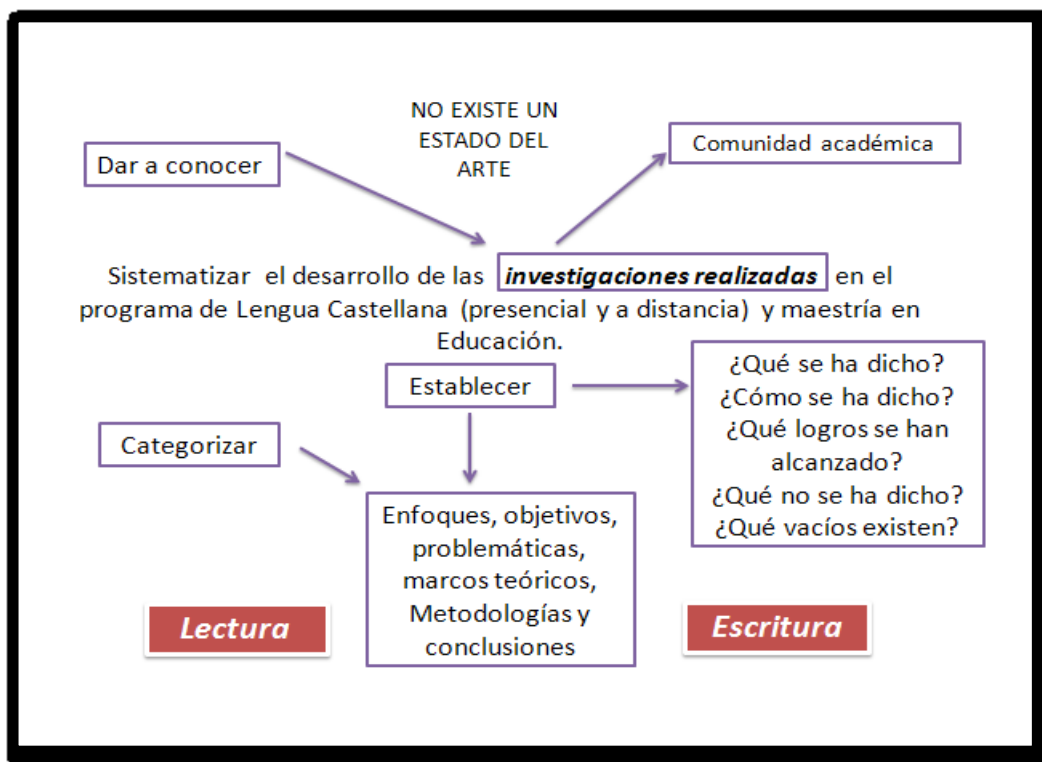 NO EXISTE UN
ESTADO DEL
ARTE
Dar a conocer
Comunidad académica
Sistematizar el desarrollo de las investigaciones realizadas en el
programa de Lengua Castellana (presencial y a distancia) y maestría en
Educación.
Establecer
¿Qué se ha dicho?
¿Cómo se ha dicho?
¿Qué logros se han
alcanzado?
¿Qué no se ha dicho?
¿Qué vacíos existen?
Categorizar
Enfoques, objetivos,
problemáticas,
marcos teóricos,
Metodologías y
conclusiones
Lectura
Escritura